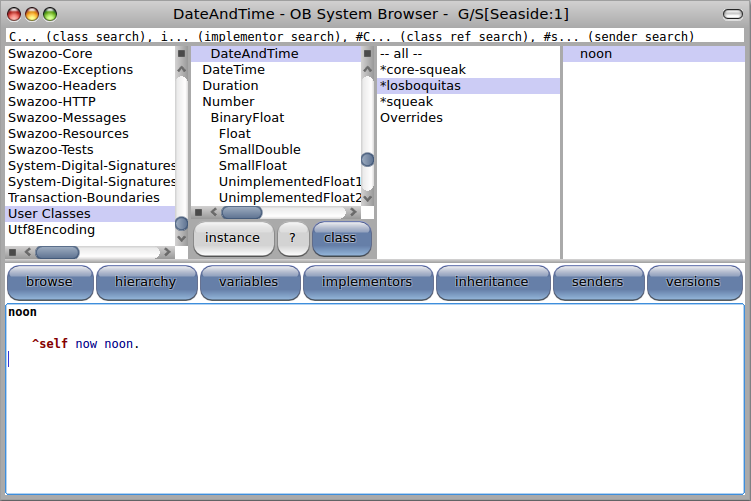 DateAndTime - OB System Browser -  G/S[Seaside:1]
C... (class search), i... (implementor search), #C... (class ref search), #s... (sender search)
Swazoo-Core
Swazoo-Exceptions
Swazoo-Headers
Swazoo-HTTP
Swazoo-Messages
Swazoo-Resources
Swazoo-Tests
System-Digital-Signatures
System-Digital-Signatures
Transaction-Boundaries
User Classes
Utf8Encoding
DateAndTime
DateTime
Duration
Number
BinaryFloat
Float
SmallDouble
SmallFloat
UnimplementedFloat1
UnimplementedFloat2
instance
?
class
-- all --
*core-squeak
*losboquitas
*squeak
Overrides
noon
browse
hierarchy
variables
implementors
inheritance
senders
versions
noon
^self now noon.